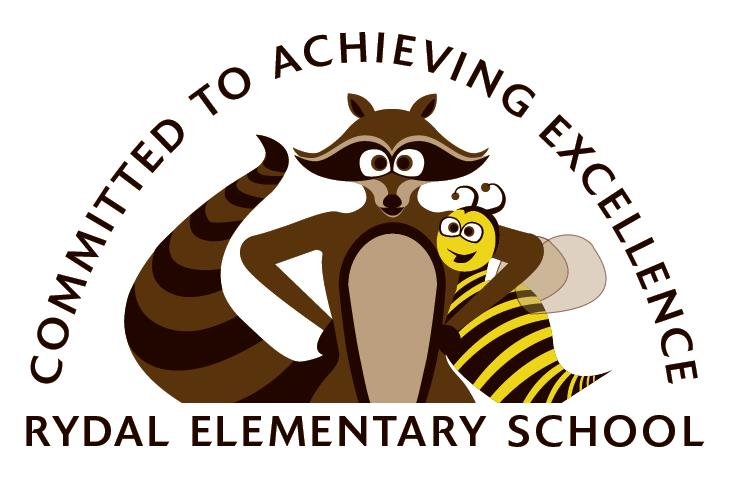 COMMITTED TO ACHIEVING EXCELLENCE
RYDAL ELEMENTARY SCHOOL